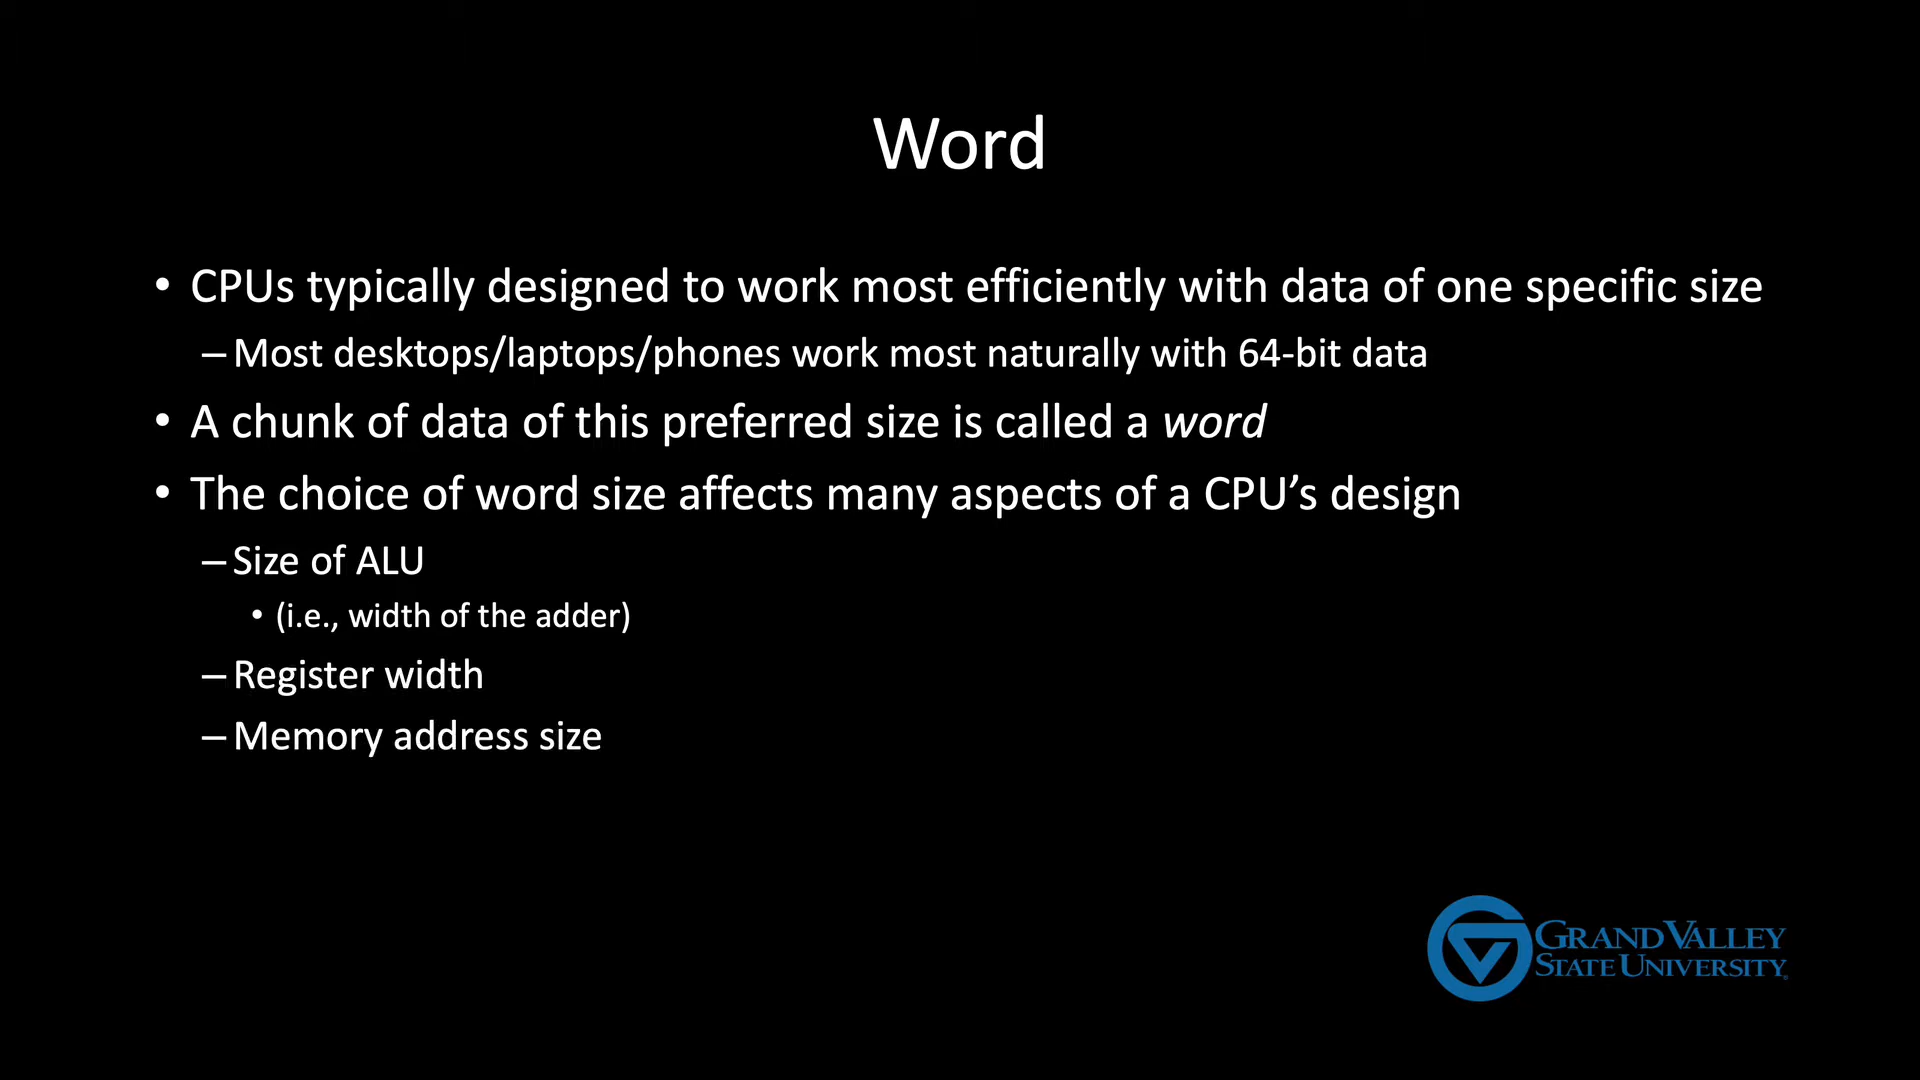 Word
• CPUs typically designed to work most efficiently with data of one specific size
– Most desktops/laptops/phones work most naturally with 64-bit data
• A chunk of data of this preferred size is called a word
• The choice of word size affects many aspects of a CPU’s design
– Size of ALU
• (i.e., width of the adder)
– Register width
– Memory address size
GRAND VALLEY
STATE UNIVERSITY